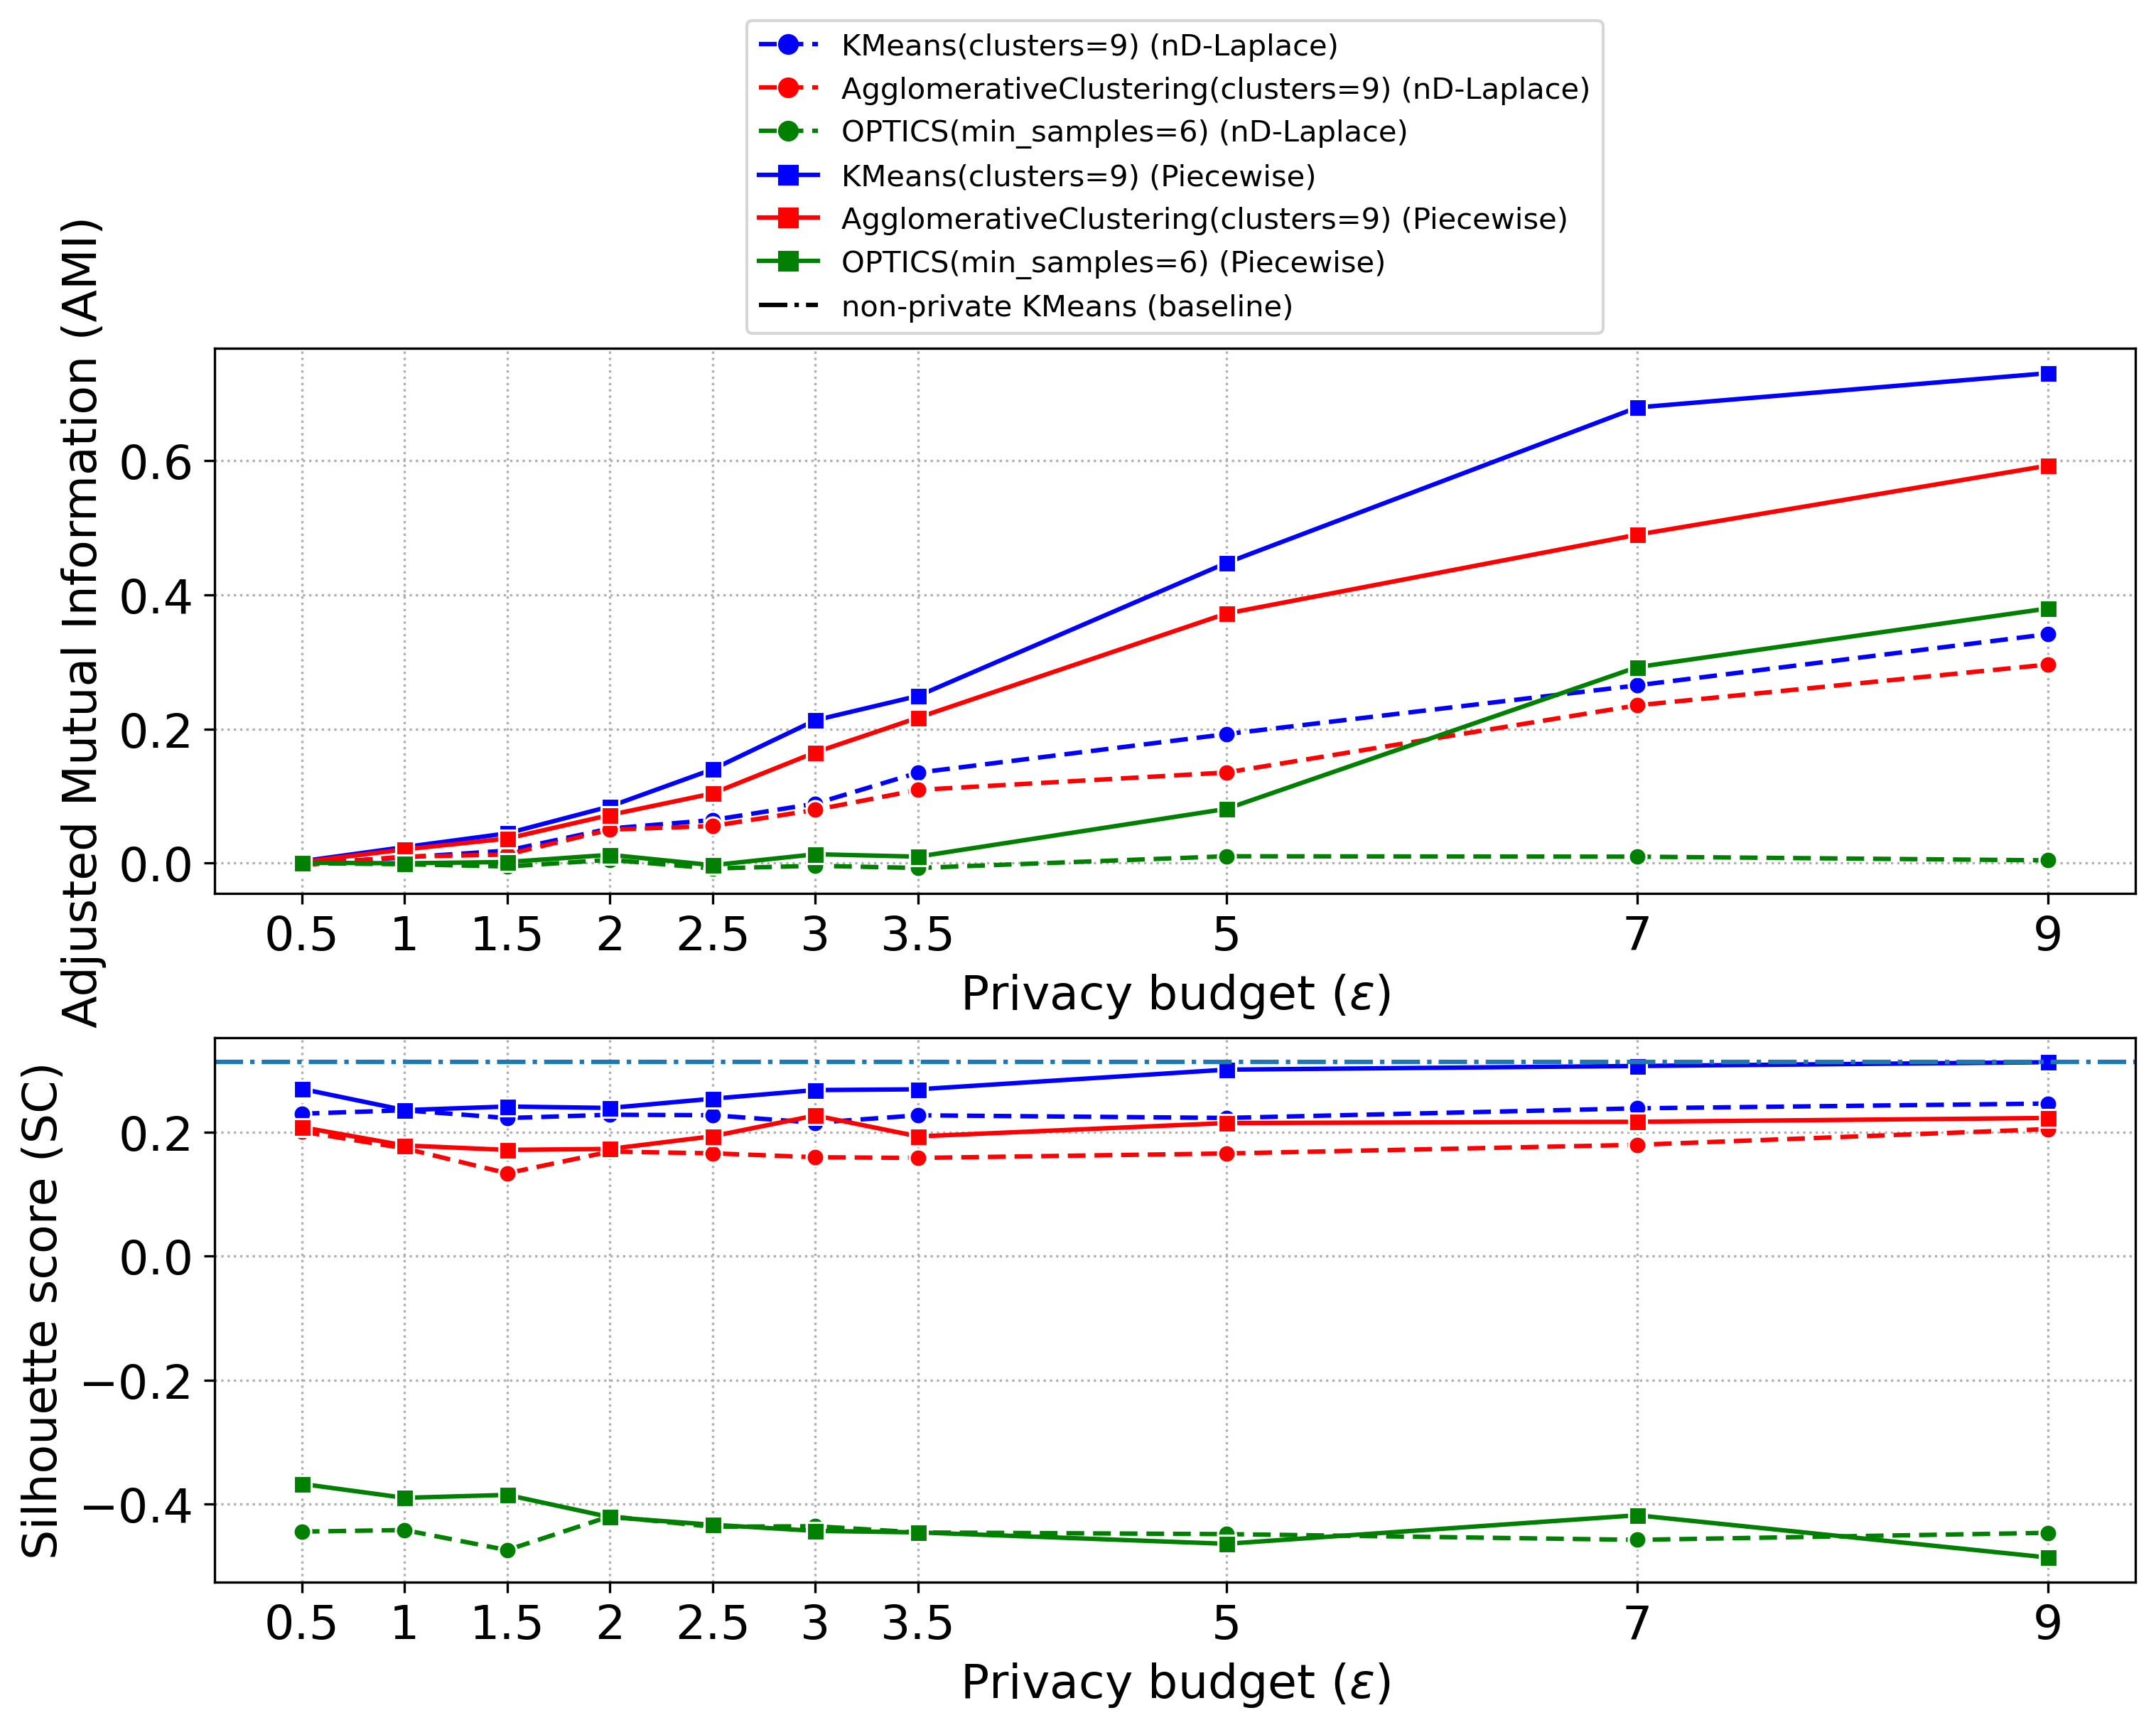 KMeans(clusters=9) (nD-Laplace)
AgglomerativeClustering(clusters=9) (nD-Laplace)
OPTICS(min_samples=6) (nD-Laplace)
KMeans(clusters=9) (Piecewise)
AgglomerativeClustering(clusters=9) (Piecewise)
OPTICS(min_samples=6) (Piecewise)
non-private KMeans (baseline)
Adjusted Mutual Information (AMI)
0.6
0.4
0.2
0.0
0.5 1 1.5 2 2.5 3 3.5 5 7 9
Privacy budget (ε)
Silhouette score (SC)
0.2
0.0
−0.2
−0.4
0.5 1 1.5 2 2.5 3 3.5 5 7 9
Privacy budget (ε)